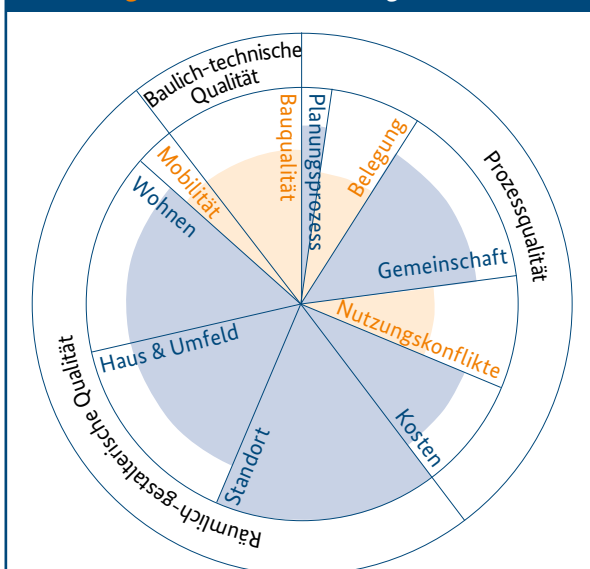 Baulich-technische
Qualität
Prozessqualität
Räumlich-gestalterische Qualität
Planungsprozess
Belegung
Gemeinschaft
Nutzungskonflikte
Kosten
Standort
Haus & Umfeld
Wohnen
Mobilität
Bauqualität